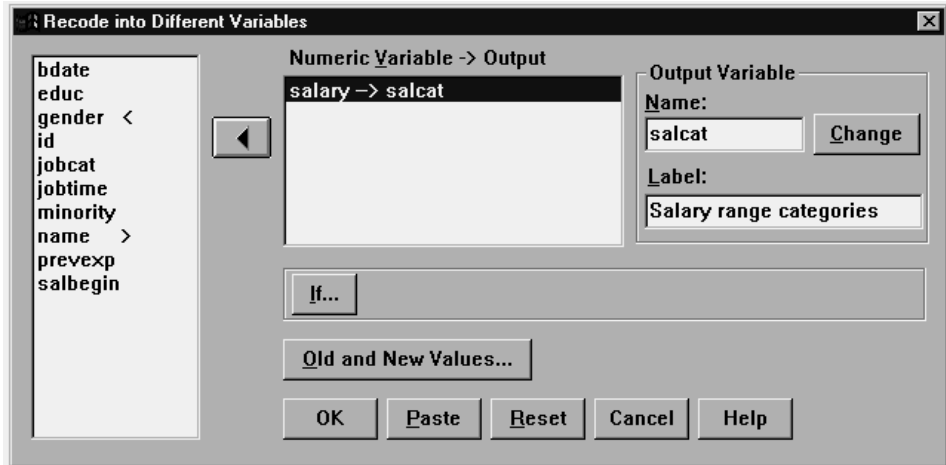 Recode into Different Variables
bdate
educ
gender <
id
jobcat
jobtime
minority
name >
prevexp
salbegin
Numeric Variable -> Output
salary –> salcat
Output Variable
Name:
salcat
Change
Label:
Salary range categories
If...
Old and New Values...
OK
Paste
Reset
Cancel
Help